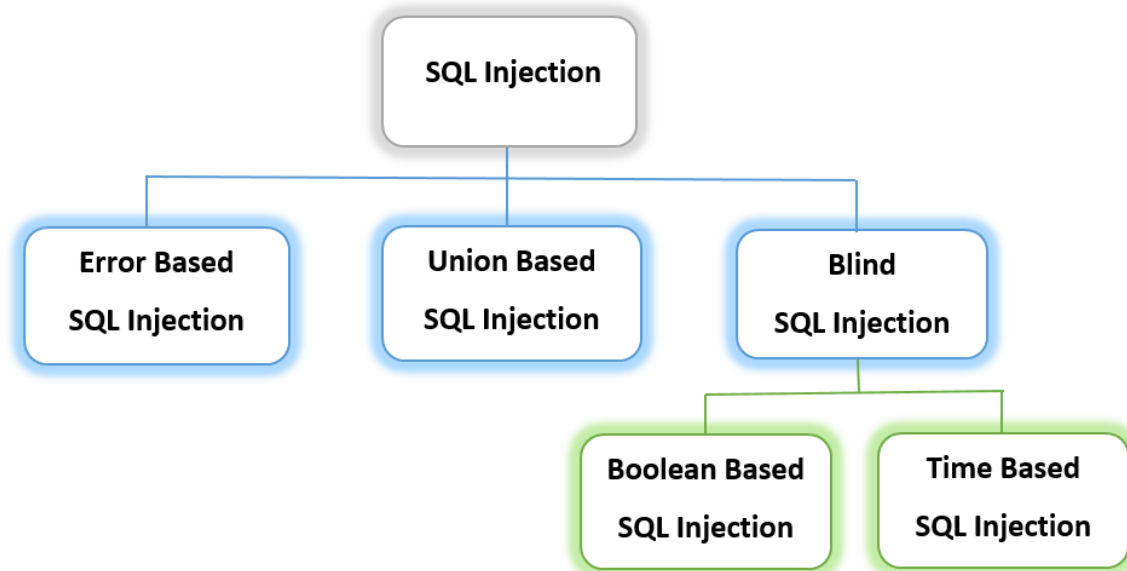 SQL Injection
Error Based
SQL Injection
Union Based
SQL Injection
Blind
SQL Injection
Boolean Based
SQL Injection
Time Based
SQL Injection